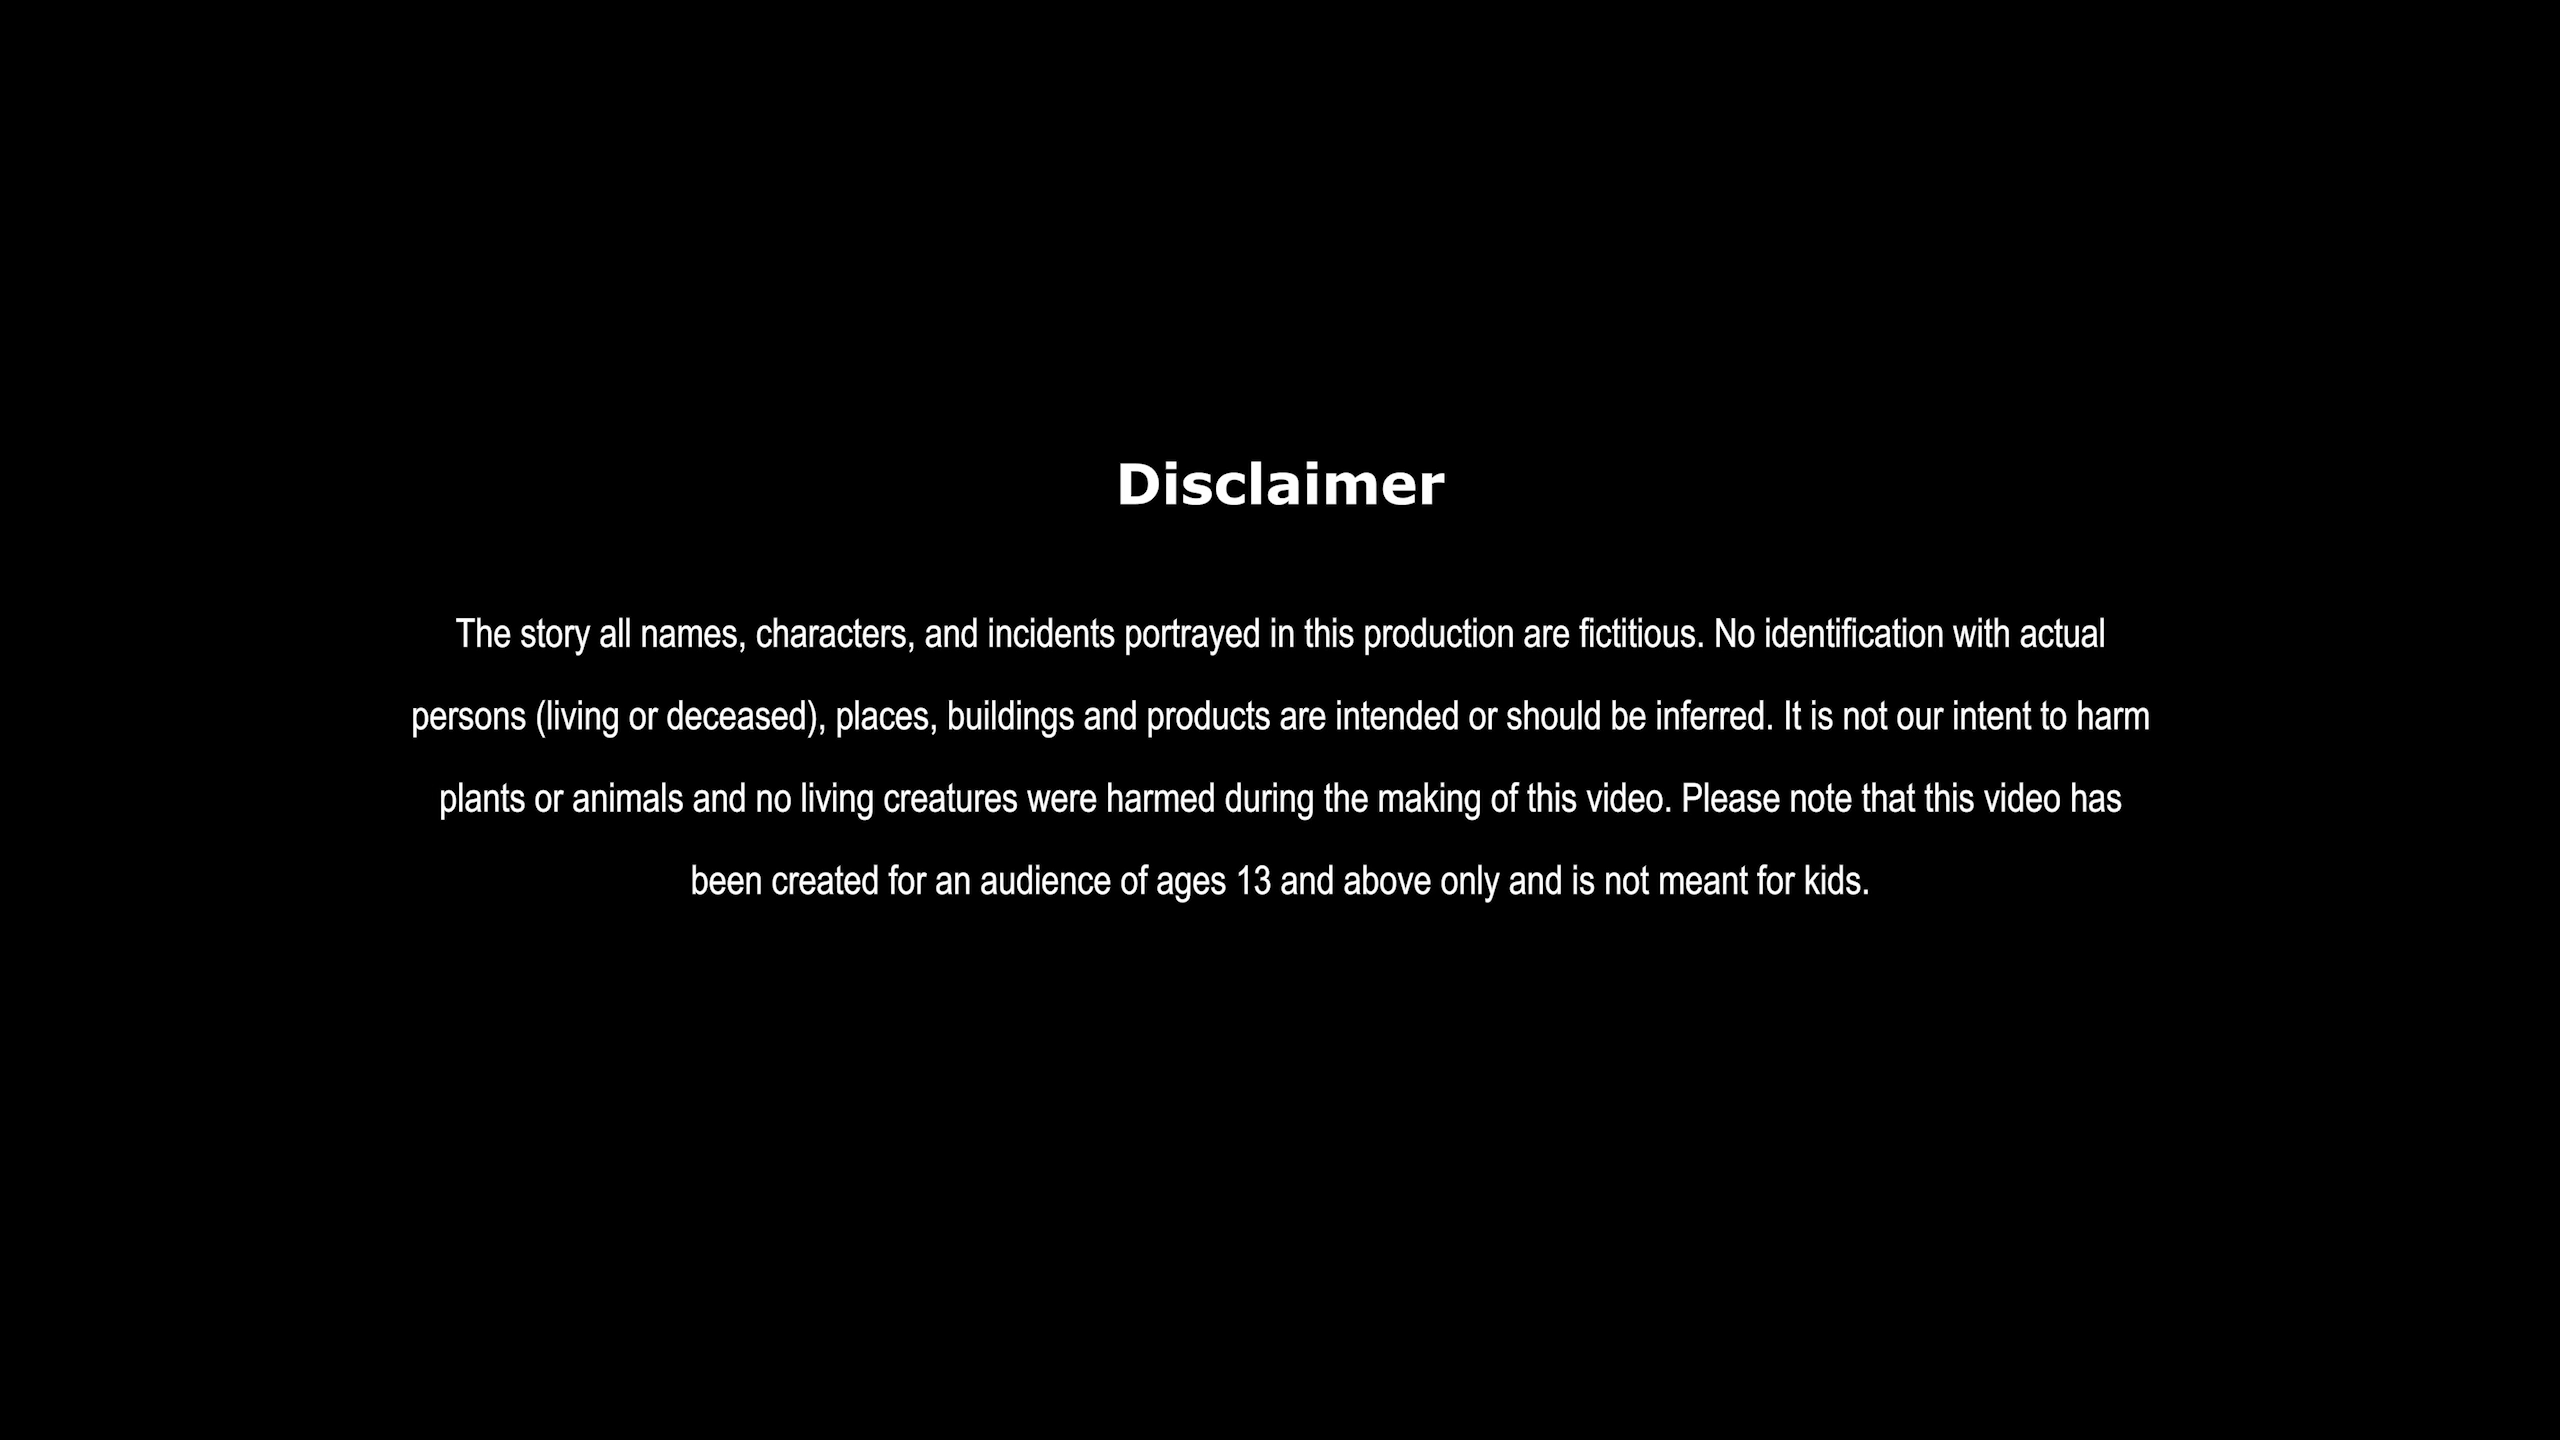 Disclaimer
The story all names, characters, and incidents portrayed in this production are fictitious. No identification with actual
persons (living or deceased), places, buildings and products are intended or should be inferred. It is not our intent to harm
plants or animals and no living creatures were harmed during the making of this video. Please note that this video has
been created for an audience of ages 13 and above only and is not meant for kids.